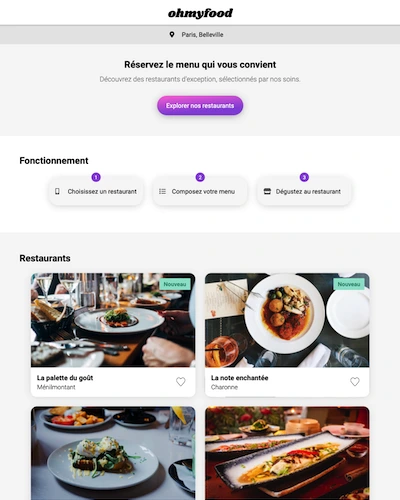 ohmyfood
Paris, Belleville
Réservez le menu qui vous convient
Découvrez des restaurants d'exception, sélectionnés par nos soins.
Explorer nos restaurants
Fonctionnement
1
2
3
Choisissez un restaurant
Composez votre menu
Dégustez au restaurant
Restaurants
Nouveau
Nouveau
La palette du goût
Ménilmontant
La note enchantée
Charonne